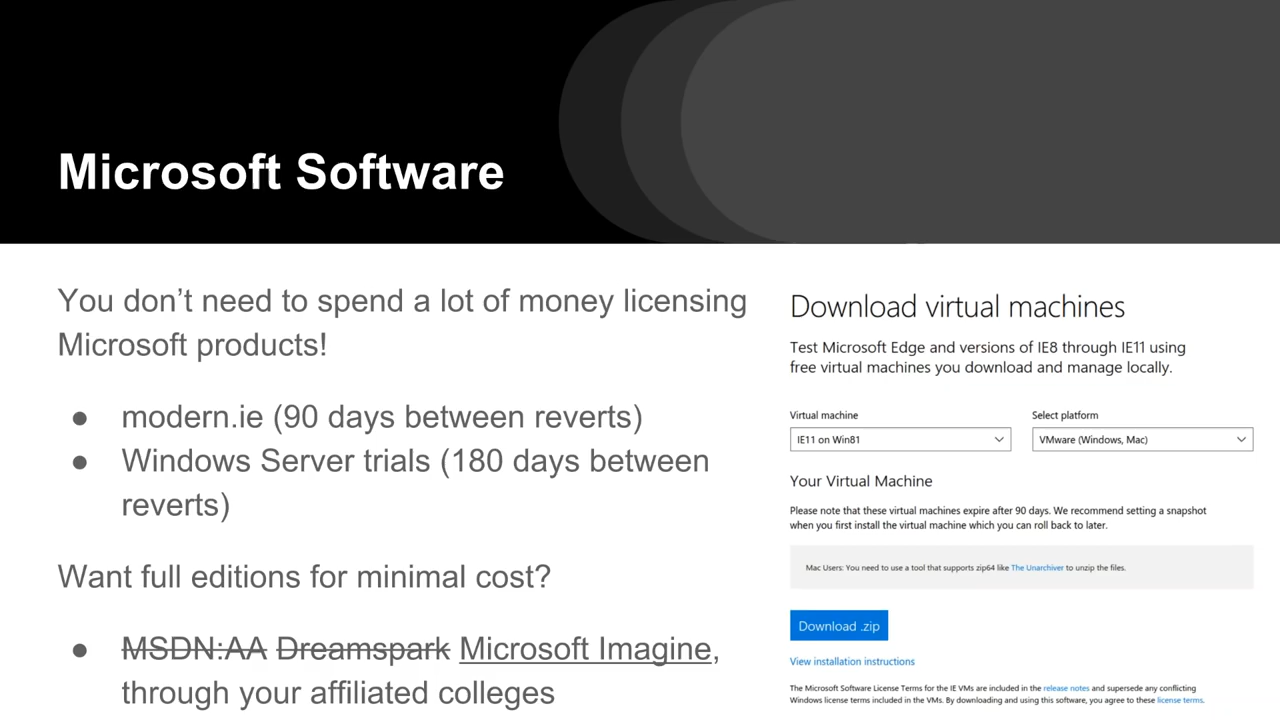 Microsoft Software
You don’t need to spend a lot of money licensing
Microsoft products!
● modern.ie (90 days between reverts)
● Windows Server trials (180 days between
reverts)
Want full editions for minimal cost?
● MSDN:AA Dreamspark Microsoft Imagine,
through your affiliated colleges
Download virtual machines
Test Microsoft Edge and versions of IE8 through IE11 using
free virtual machines you download and manage locally.
Virtual machine
Select platform
IE11 on Win81
VMware (Windows, Mac)
Your Virtual Machine
Please note that these virtual machines expire after 90 days. We recommend setting a snapshot
when you first install the virtual machine which you can roll back to later.
Mac Users: You need to use a tool that supports zip64 like The Unarchiver to unzip the files.
Download .zip
View installation instructions
The Microsoft Software License Terms for the IE VMs are included in the release notes and supersede any conflicting
Windows license terms included in the VMs. By downloading and using this software, you agree to these license terms.